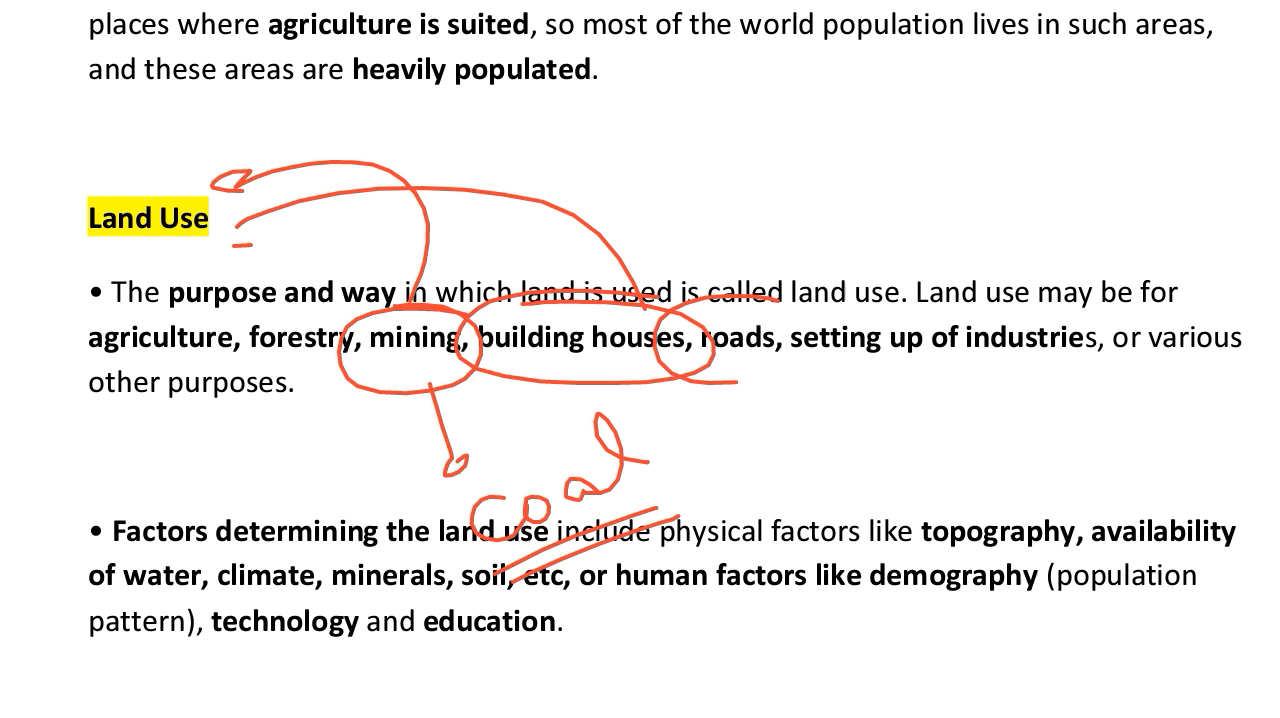 places where agriculture is suited, so most of the world population lives in such areas,
and these areas are heavily populated.
Land Use
• The purpose and way in which land is used is called land use. Land use may be for
agriculture, forestry, mining, building houses, roads, setting up of industries, or various
other purposes.
coal
• Factors determining the land use include physical factors like topography, availability
of water, climate, minerals, soil, etc, or human factors like demography (population
pattern), technology and education.